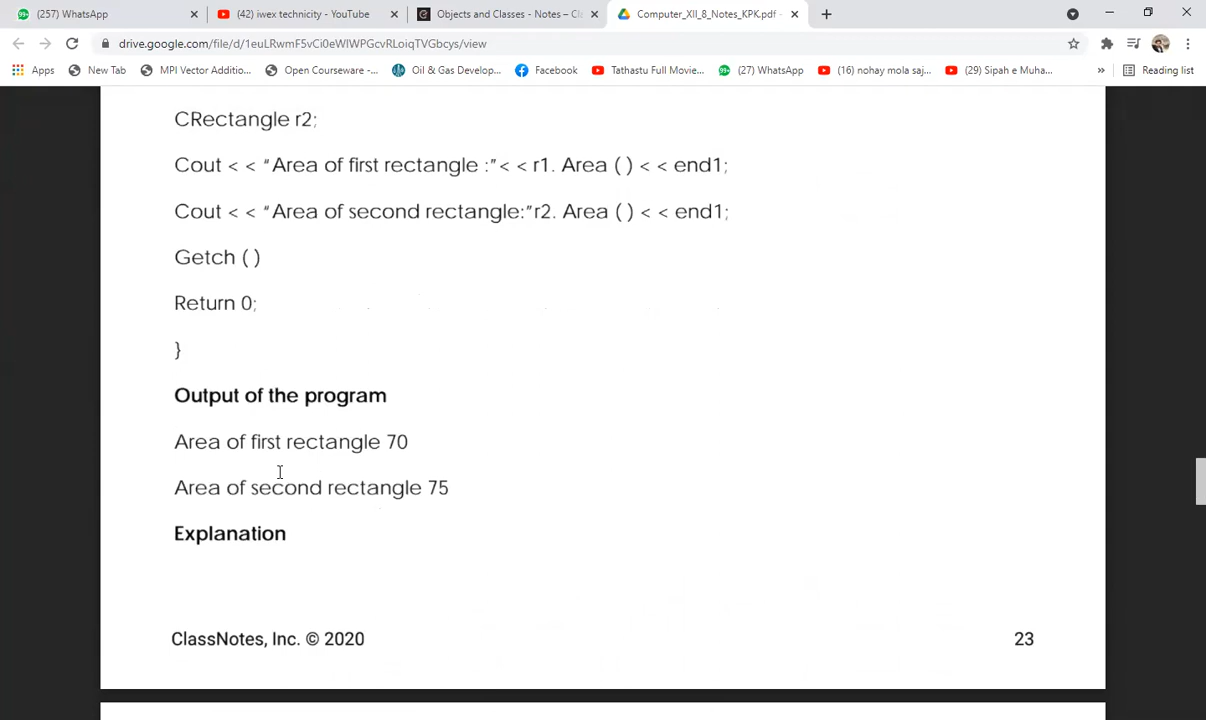 (257) WhatsApp
(42) iwex technicity - YouTube
Objects and Classes - Notes – Cl
Computer_XII_8_Notes_KPK.pdf -
drive.google.com/file/d/1euLRwmF5vCi0eWIWPGcvRLoiqTVGbcys/view
Apps
New Tab
MPI Vector Additio...
Open Courseware -...
Oil & Gas Develop...
Facebook
Tathastu Full Movie...
(27) WhatsApp
(16) nohay mola saj...
(29) Sipah e Muha...
»
Reading list
CRectangle r2;
Cout < < “Area of first rectangle :”< < r1. Area ( ) < < end1;
Cout < < “Area of second rectangle:”r2. Area ( ) < < end1;
Getch ( )
Return 0;
}
Output of the program
Area of first rectangle 70
Area of second rectangle 75
Explanation
ClassNotes, Inc. © 2020
23